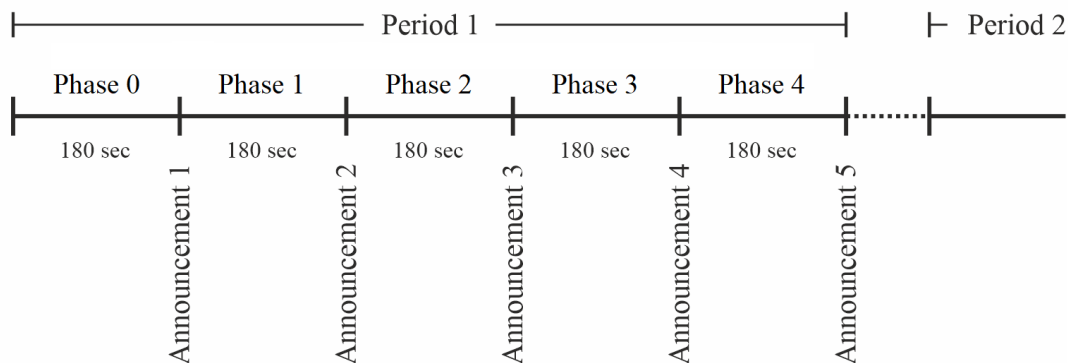 Period 1
Period 2
Phase 0
Phase 1
Phase 2
Phase 3
Phase 4
180 sec
180 sec
180 sec
180 sec
180 sec
Announcement 1
Announcement 2
Announcement 3
Announcement 4
Announcement 5